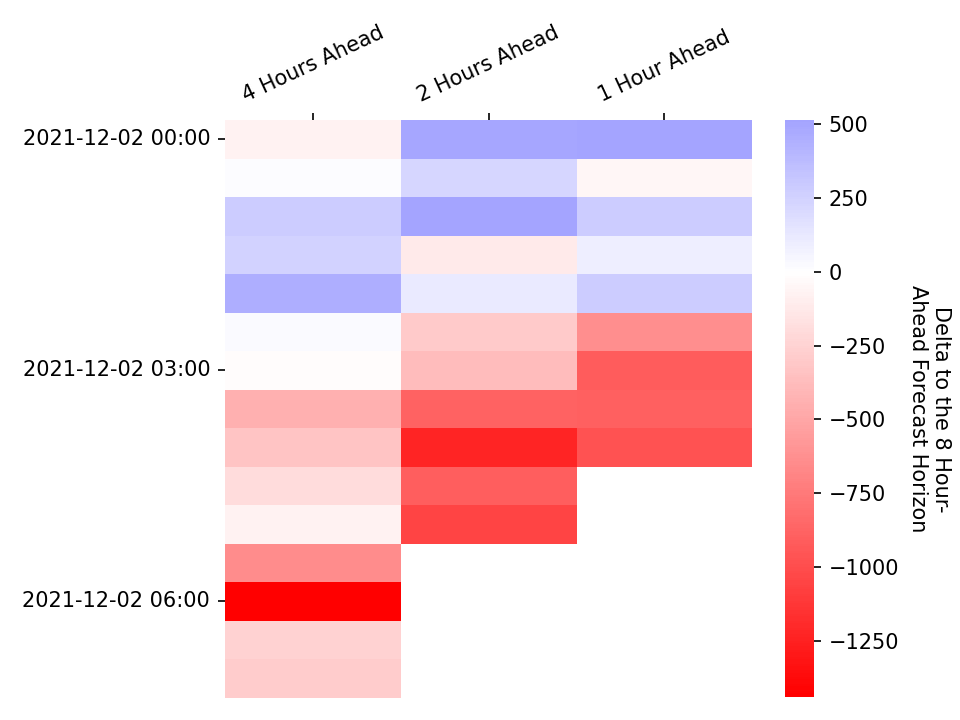 4 Hours Ahead
2 Hours Ahead
1 Hour Ahead
2021-12-02 00:00
2021-12-02 03:00
2021-12-02 06:00
500
250
0
−250
−500
−750
−1000
−1250
Delta to the 8 Hour-
Ahead Forecast Horizon